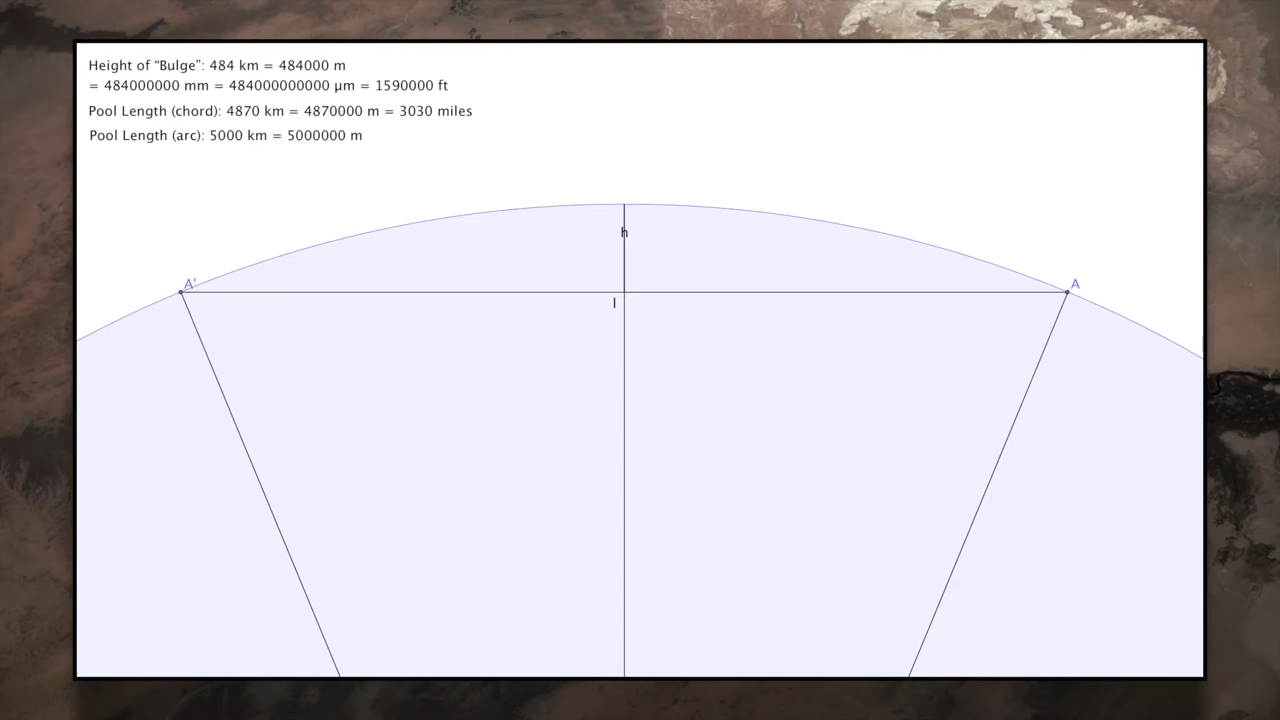 Height of “Bulge”: 484 km = 484000 m
= 484000000 mm = 484000000000 µm = 1590000 ft
Pool Length (chord): 4870 km = 4870000 m = 3030 miles
Pool Length (arc): 5000 km = 5000000 m
h
A'
A
l